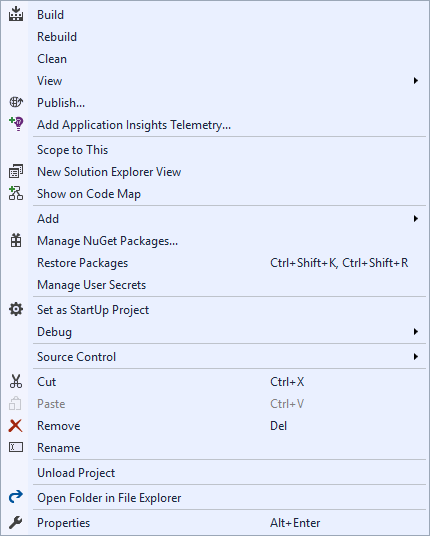 Build
Rebuild
Clean
View
Publish...
Add Application Insights Telemetry...
Scope to This
New Solution Explorer View
Show on Code Map
Add
Manage NuGet Packages...
Restore Packages Ctrl+Shift+K, Ctrl+Shift+R
Manage User Secrets
Set as StartUp Project
Debug
Source Control
Cut Ctrl+X
Paste Ctrl+V
Remove Del
Rename
Unload Project
Open Folder in File Explorer
Properties Alt+Enter